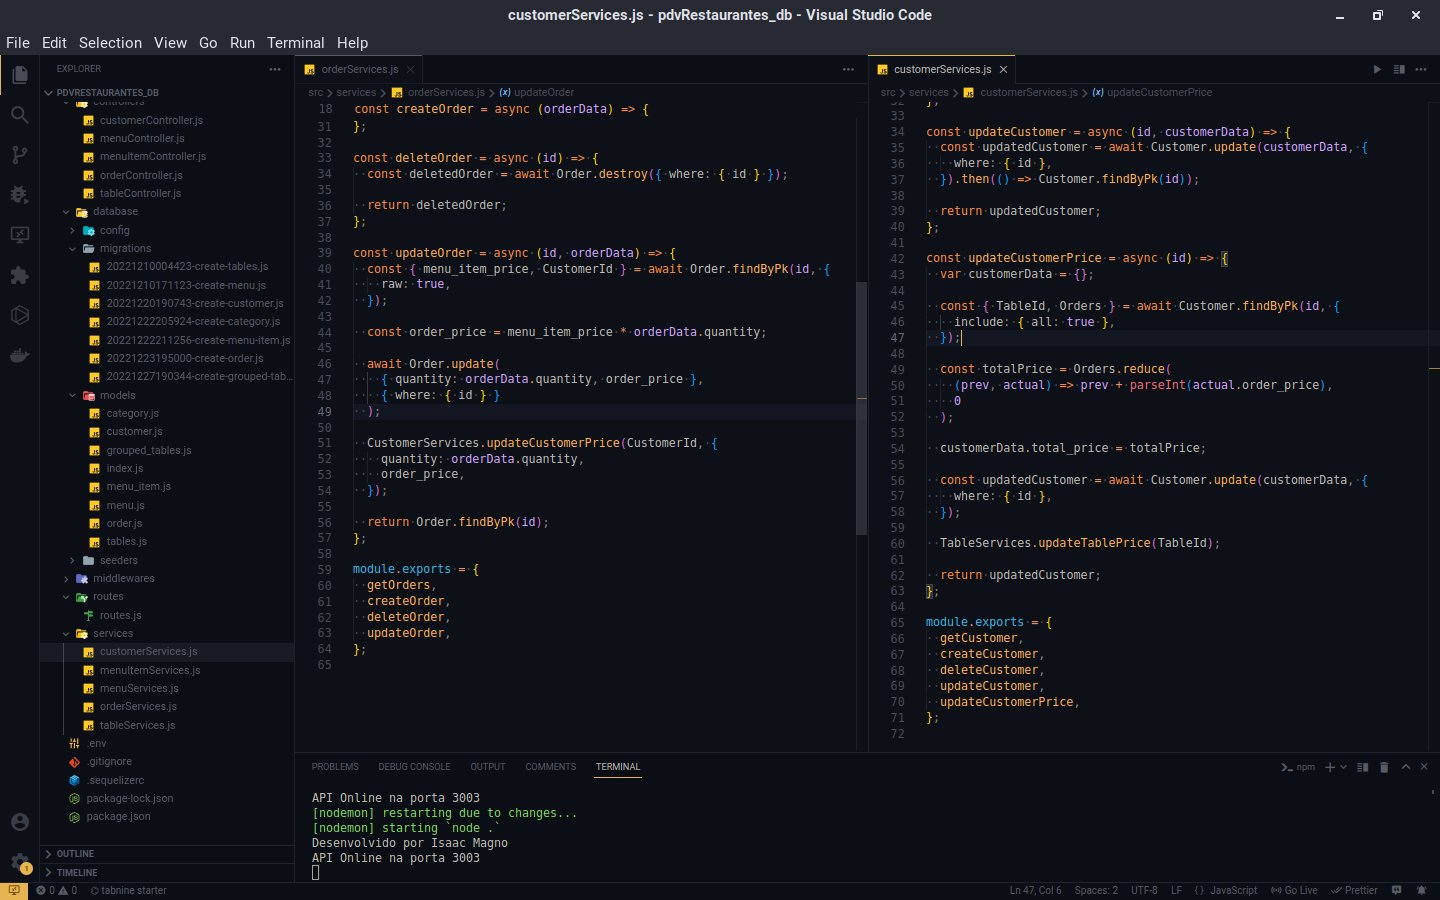 customerServices.js - pdvRestaurantes_db - Visual Studio Code
File Edit Selection View Go Run Terminal Help
EXPLORER
PDVRESTAURANTES_DB
controllers
customerController.js
menuController.js
menuItemController.js
orderController.js
tableController.js
database
config
migrations
20221210004423-create-tables.js
20221210171123-create-menu.js
20221220190743-create-customer.js
20221222205924-create-category.js
20221222211256-create-menu-item.js
20221223195000-create-order.js
20221227190344-create-grouped-tab...
models
category.js
customer.js
grouped_tables.js
index.js
menu_item.js
menu.js
order.js
tables.js
seeders
middlewares
routes
routes.js
services
customerServices.js
menuItemServices.js
menuServices.js
orderServices.js
tableServices.js
.env
.gitignore
.sequelizerc
package-lock.json
package.json
OUTLINE
TIMELINE
orderServices.js
src > services > orderServices.js > updateOrder
18 const createOrder = async (orderData) => {
31 };
32
33 const deleteOrder = async (id) => {
34 const deletedOrder = await Order.destroy({ where: { id } });
35
36 return deletedOrder;
37 };
38
39 const updateOrder = async (id, orderData) => {
40 const { menu_item_price, CustomerId } = await Order.findByPk(id, {
41 raw: true,
42 });
43
44 const order_price = menu_item_price * orderData.quantity;
45
46 await Order.update(
47 { quantity: orderData.quantity, order_price },
48 { where: { id } }
49 );
50
51 CustomerServices.updateCustomerPrice(CustomerId, {
52 quantity: orderData.quantity,
53 order_price,
54 });
55
56 return Order.findByPk(id);
57 };
58
59 module.exports = {
60 getOrders,
61 createOrder,
62 deleteOrder,
63 updateOrder,
64 };
65
customerServices.js
src > services > customerServices.js > updateCustomerPrice
32 };
33
34 const updateCustomer = async (id, customerData) => {
35 const updatedCustomer = await Customer.update(customerData, {
36 where: { id },
37 }).then(() => Customer.findByPk(id));
38
39 return updatedCustomer;
40 };
41
42 const updateCustomerPrice = async (id) => {
43 var customerData = {};
44
45 const { TableId, Orders } = await Customer.findByPk(id, {
46 include: { all: true },
47 });
48
49 const totalPrice = Orders.reduce(
50 (prev, actual) => prev + parseInt(actual.order_price),
51 0
52 );
53
54 customerData.total_price = totalPrice;
55
56 const updatedCustomer = await Customer.update(customerData, {
57 where: { id },
58 });
59
60 TableServices.updateTablePrice(TableId);
61
62 return updatedCustomer;
63 };
64
65 module.exports = {
66 getCustomer,
67 createCustomer,
68 deleteCustomer,
69 updateCustomer,
70 updateCustomerPrice,
71 };
72
PROBLEMS DEBUG CONSOLE OUTPUT COMMENTS TERMINAL
npm
API Online na porta 3003
[nodemon] restarting due to changes...
[nodemon] starting `node .`
Desenvolvido por Isaac Magno
API Online na porta 3003
1
0 0 tabnine starter
Ln 47, Col 6 Spaces: 2 UTF-8 LF {} JavaScript Go Live Prettier